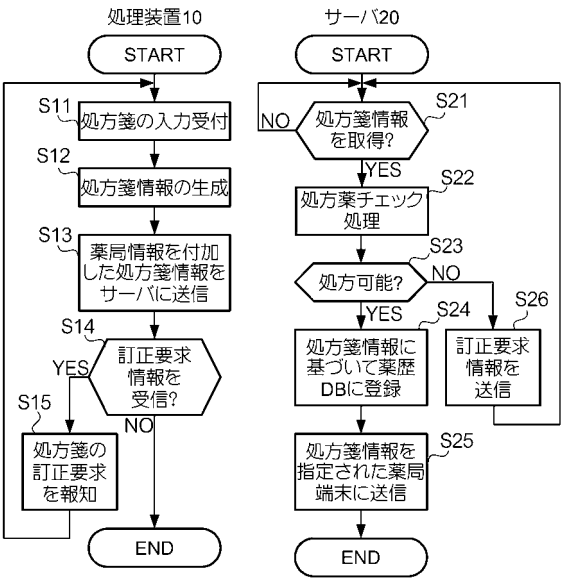 処理装置10
START
S11
処方箋の入力受付
S12
処方箋情報の生成
S13
薬局情報を付加
した処方箋情報を
サーバに送信
S14
訂正要求
情報を
受信?
YES
NO
S15
処方箋の
訂正要求
を報知
END
サーバ20
START
S21
処方箋情報
を取得?
NO
YES
S22
処方薬チェック
処理
S23
処方可能?
NO
YES
S24
処方箋情報に
基づいて薬歴
DBに登録
S26
訂正要求
情報を
送信
S25
処方箋情報を
指定された薬局
端末に送信
END